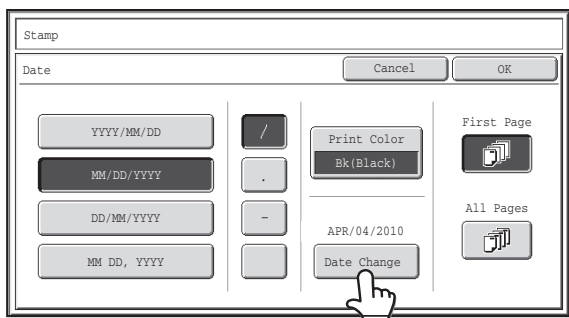 Stamp
Date
Cancel
OK
YYYY/MM/DD
MM/DD/YYYY
DD/MM/YYYY
MM DD, YYYY
/
.
-
Print Color
Bk(Black)
APR/04/2010
Date Change
First Page
All Pages